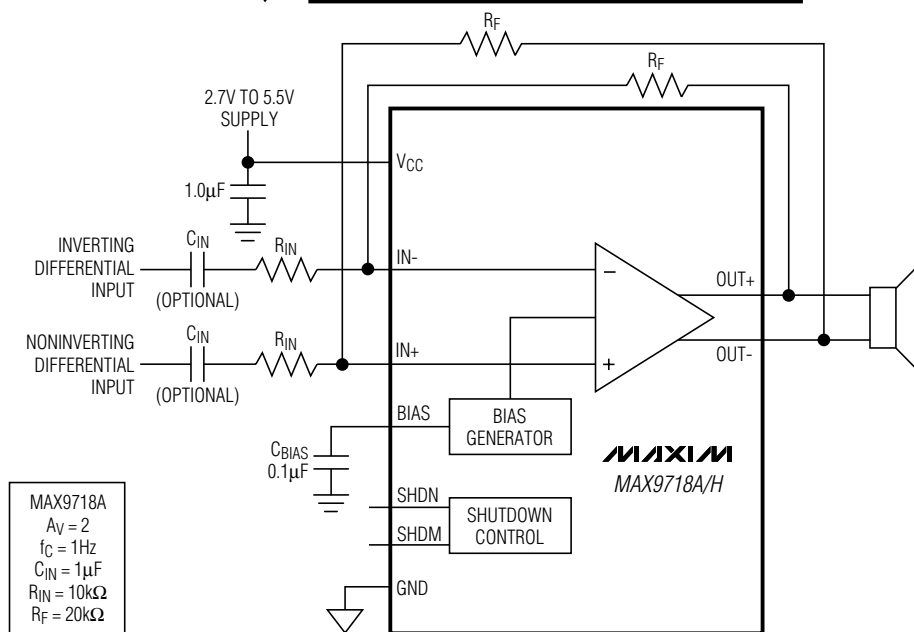 RF
RF
2.7V TO 5.5V
SUPPLY
VCC
1.0μF
INVERTING
DIFFERENTIAL
INPUT
CIN
(OPTIONAL)
RIN
IN-
−
OUT+
NONINVERTING
DIFFERENTIAL
INPUT
CIN
(OPTIONAL)
RIN
IN+
+
OUT-
BIAS
BIAS
GENERATOR
CBIAS
0.1μF
MAXIM
MAX9718A/H
SHDN
SHDM
SHUTDOWN
CONTROL
GND
MAX9718A
AV = 2
fC = 1Hz
CIN = 1μF
RIN = 10kΩ
RF = 20kΩ